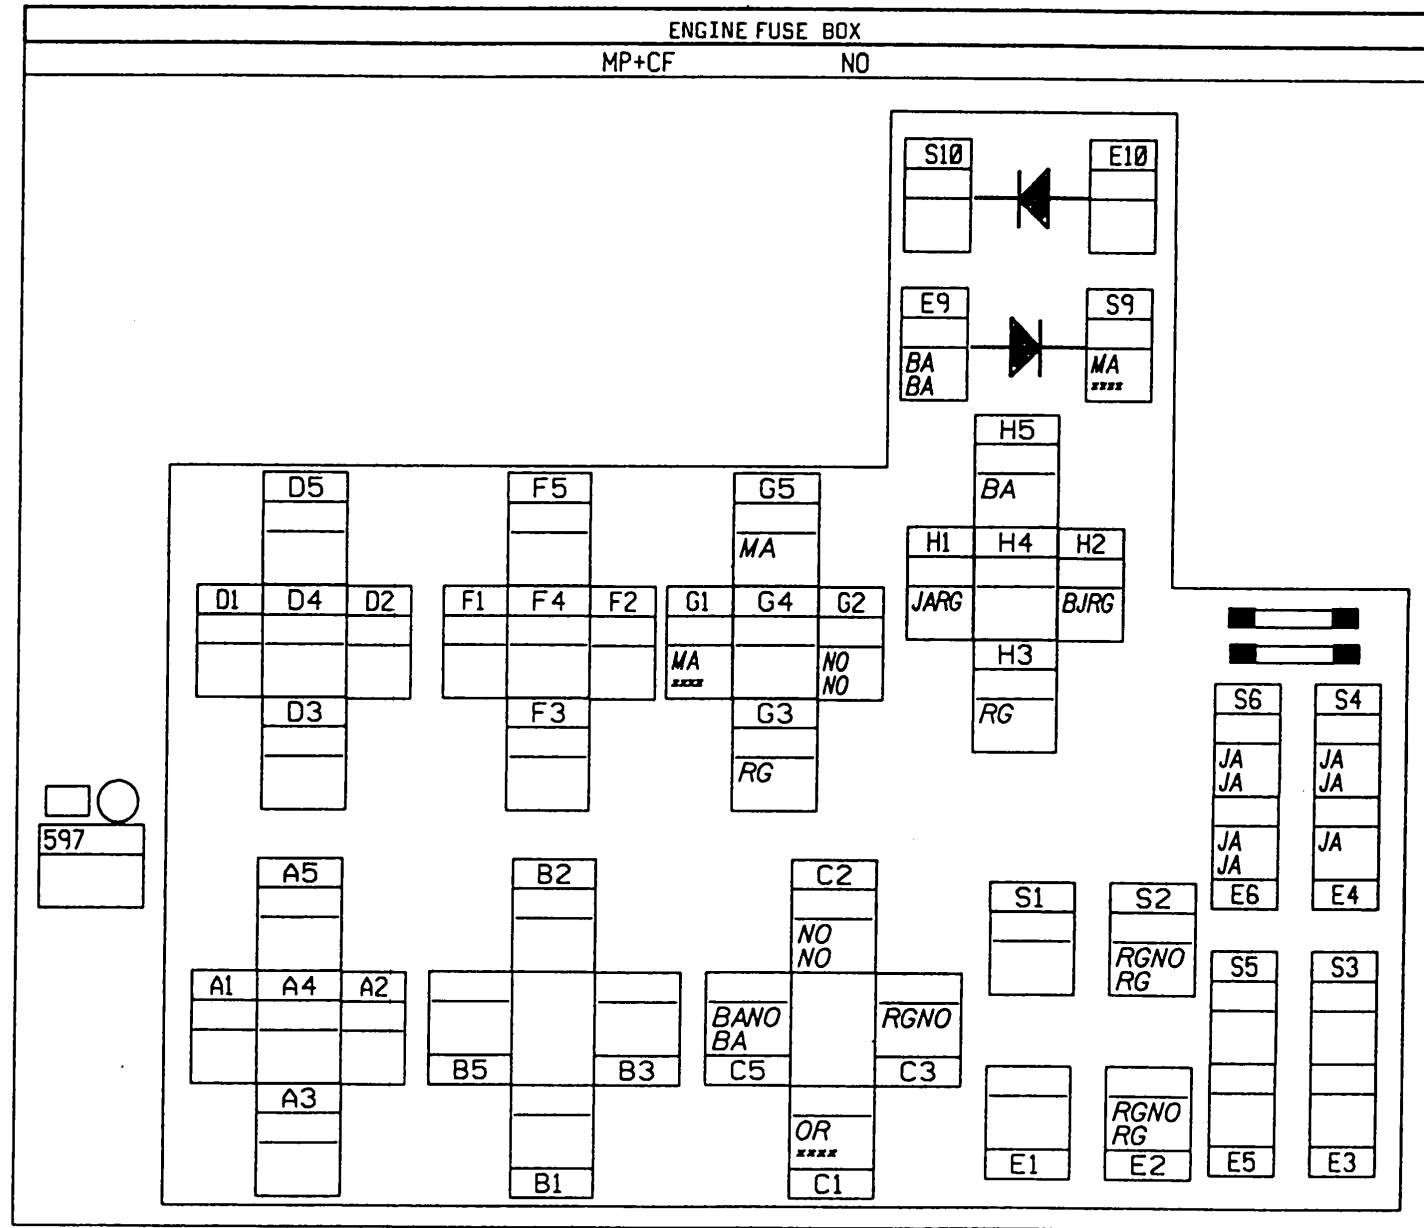 ENGINE FUSE BOX
MP+CF NO
S10 E10
E9 S9
BA MA
BA xxxx
H5
BA
D5 F5 G5
MA
H1 H4 H2
JARG BJRG
D1 D4 D2 F1 F4 F2 G1 G4 G2
MA NO
xxxx NO
H3
RG
D3 F3 G3
RG
S6 S4
JA JA
JA JA
JA JA
JA
E6 E4
597
A5 B2 C2
NO
NO
S1 S2
RGNO
RG
S5 S3
A1 A4 A2
BANO RGNO
BA
B5 B3 C5 C3
A3
OR
xxxx
B1 C1
RGNO
RG
E1 E2 E5 E3